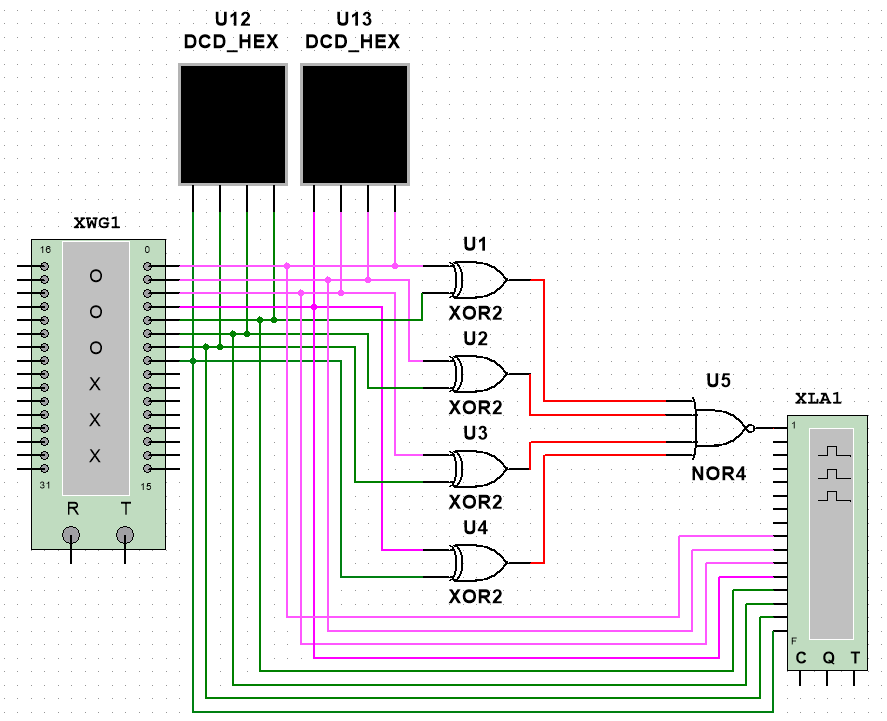 U12 U13
DCD_HEX DCD_HEX
XWG1
16 0
O
O
O
X
X
X
31 15
R T
U1
XOR2
U2
XOR2
U3
XOR2
U4
XOR2
U5
NOR4
XLA1
1
F
C Q T